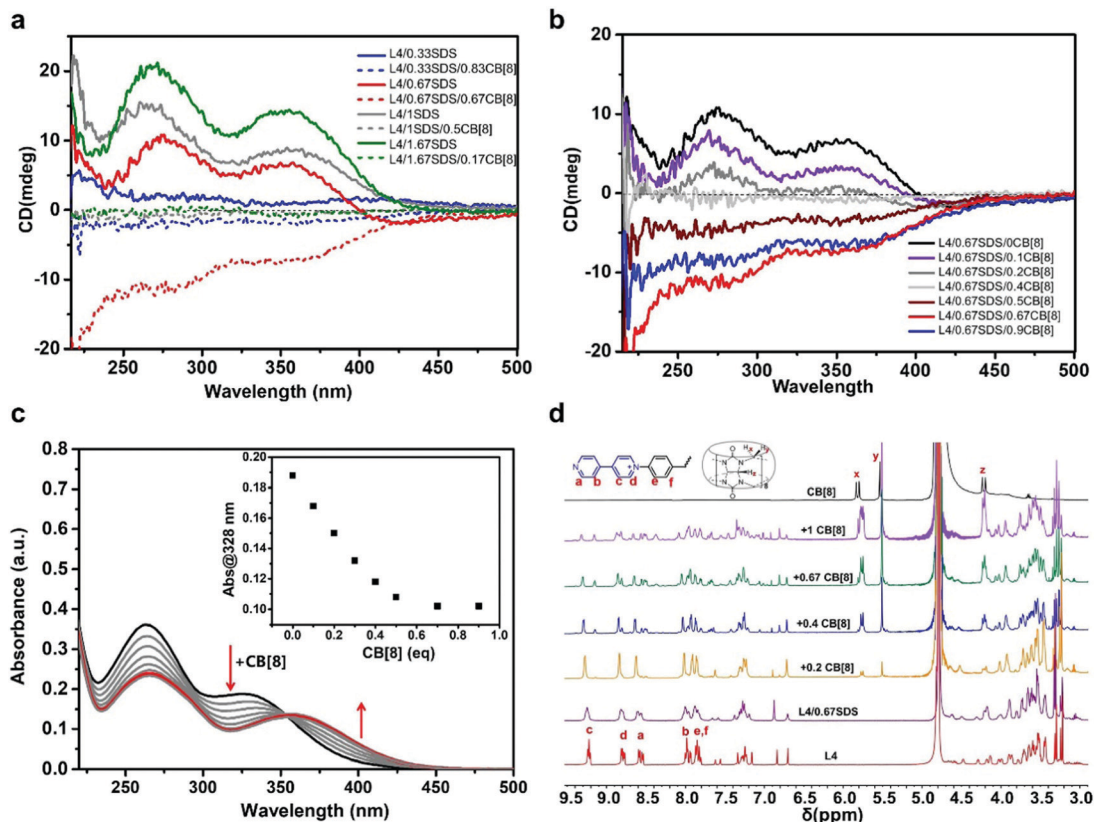 a
CD(mdeg)
20
10
0
-10
-20
L4/0.33SDS
L4/0.33SDS/0.83CB[8]
L4/0.67SDS
L4/0.67SDS/0.67CB[8]
L4/1SDS
L4/1SDS/0.5CB[8]
L4/1.67SDS
L4/1.67SDS/0.17CB[8]
250 300 350 400 450 500
Wavelength (nm)
b
CD(mdeg)
20
10
0
-10
-20
L4/0.67SDS/0CB[8]
L4/0.67SDS/0.1CB[8]
L4/0.67SDS/0.2CB[8]
L4/0.67SDS/0.4CB[8]
L4/0.67SDS/0.5CB[8]
L4/0.67SDS/0.67CB[8]
L4/0.67SDS/0.9CB[8]
250 300 350 400 450 500
Wavelength
c
Absorbance (a.u.)
0.8
0.7
0.6
0.5
0.4
0.3
0.2
0.1
0.0
Abs@328 nm
0.20
0.18
0.16
0.14
0.12
0.10
0.0 0.2 0.4 0.6 0.8 1.0
CB[8] (eq)
+CB[8]
250 300 350 400 450 500
Wavelength (nm)
d
N N+
a b c d e f
O Hx Hy
N N
Hz
N N
O 8
x y z
CB[8]
+1 CB[8]
+0.67 CB[8]
+0.4 CB[8]
+0.2 CB[8]
L4/0.67SDS
c d a b e,f
L4
9.5 9.0 8.5 8.0 7.5 7.0 6.5 6.0 5.5 5.0 4.5 4.0 3.5 3.0
δ(ppm)